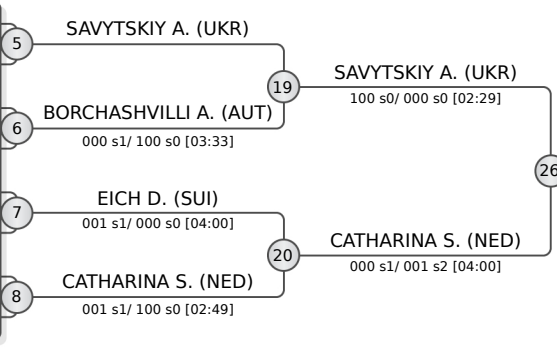 SAVYTSKIY A. (UKR)
5
19
SAVYTSKIY A. (UKR)
100 s0/ 000 s0 [02:29]
BORCHASHVILLI A. (AUT)
6
000 s1/ 100 s0 [03:33]
26
EICH D. (SUI)
7
001 s1/ 000 s0 [04:00]
20
CATHARINA S. (NED)
000 s1/ 001 s2 [04:00]
CATHARINA S. (NED)
8
001 s1/ 100 s0 [02:49]